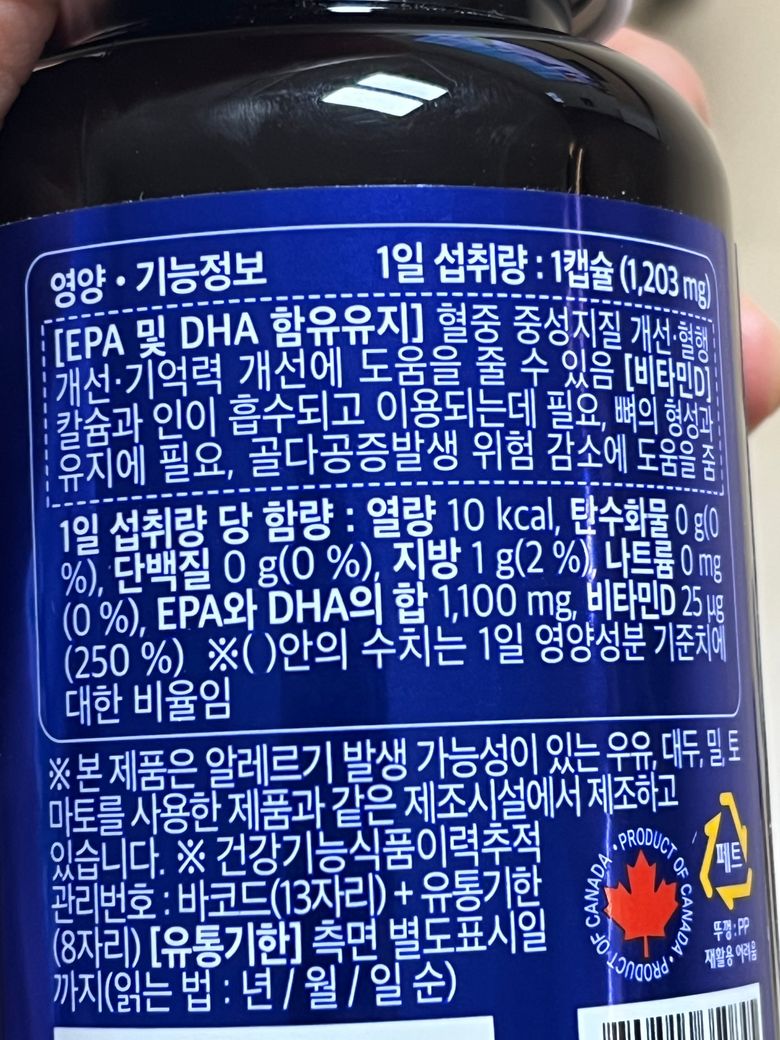 영양·기능정보 1일 섭취량 : 1캡슐 (1,203 mg)
[EPA 및 DHA 함유유지] 혈중 중성지질 개선·혈행
개선·기억력 개선에 도움을 줄 수 있음 [비타민D]
칼슘과 인이 흡수되고 이용되는데 필요, 뼈의 형성과
유지에 필요, 골다공증발생 위험 감소에 도움을 줌
1일 섭취량 당 함량 : 열량 10 kcal, 탄수화물 0 g(0
%), 단백질 0 g(0 %), 지방 1 g(2 %), 나트륨 0 mg
(0 %), EPA와 DHA의 합 1,100 mg, 비타민D 25 µg
(250 %) ※( )안의 수치는 1일 영양성분 기준치에
대한 비율임
※ 본 제품은 알레르기 발생 가능성이 있는 우유, 대두, 밀, 토
마토를 사용한 제품과 같은 제조시설에서 제조하고
있습니다. ※ 건강기능식품이력추적
관리번호 : 바코드(13자리) + 유통기한
(8자리) [유통기한] 측면 별도표시일
까지(읽는 법 : 년 / 월 / 일 순)
PRODUCT OF CANADA · PRODUCT OF CANADA ·
페트
뚜껑 : PP
재활용 어려움